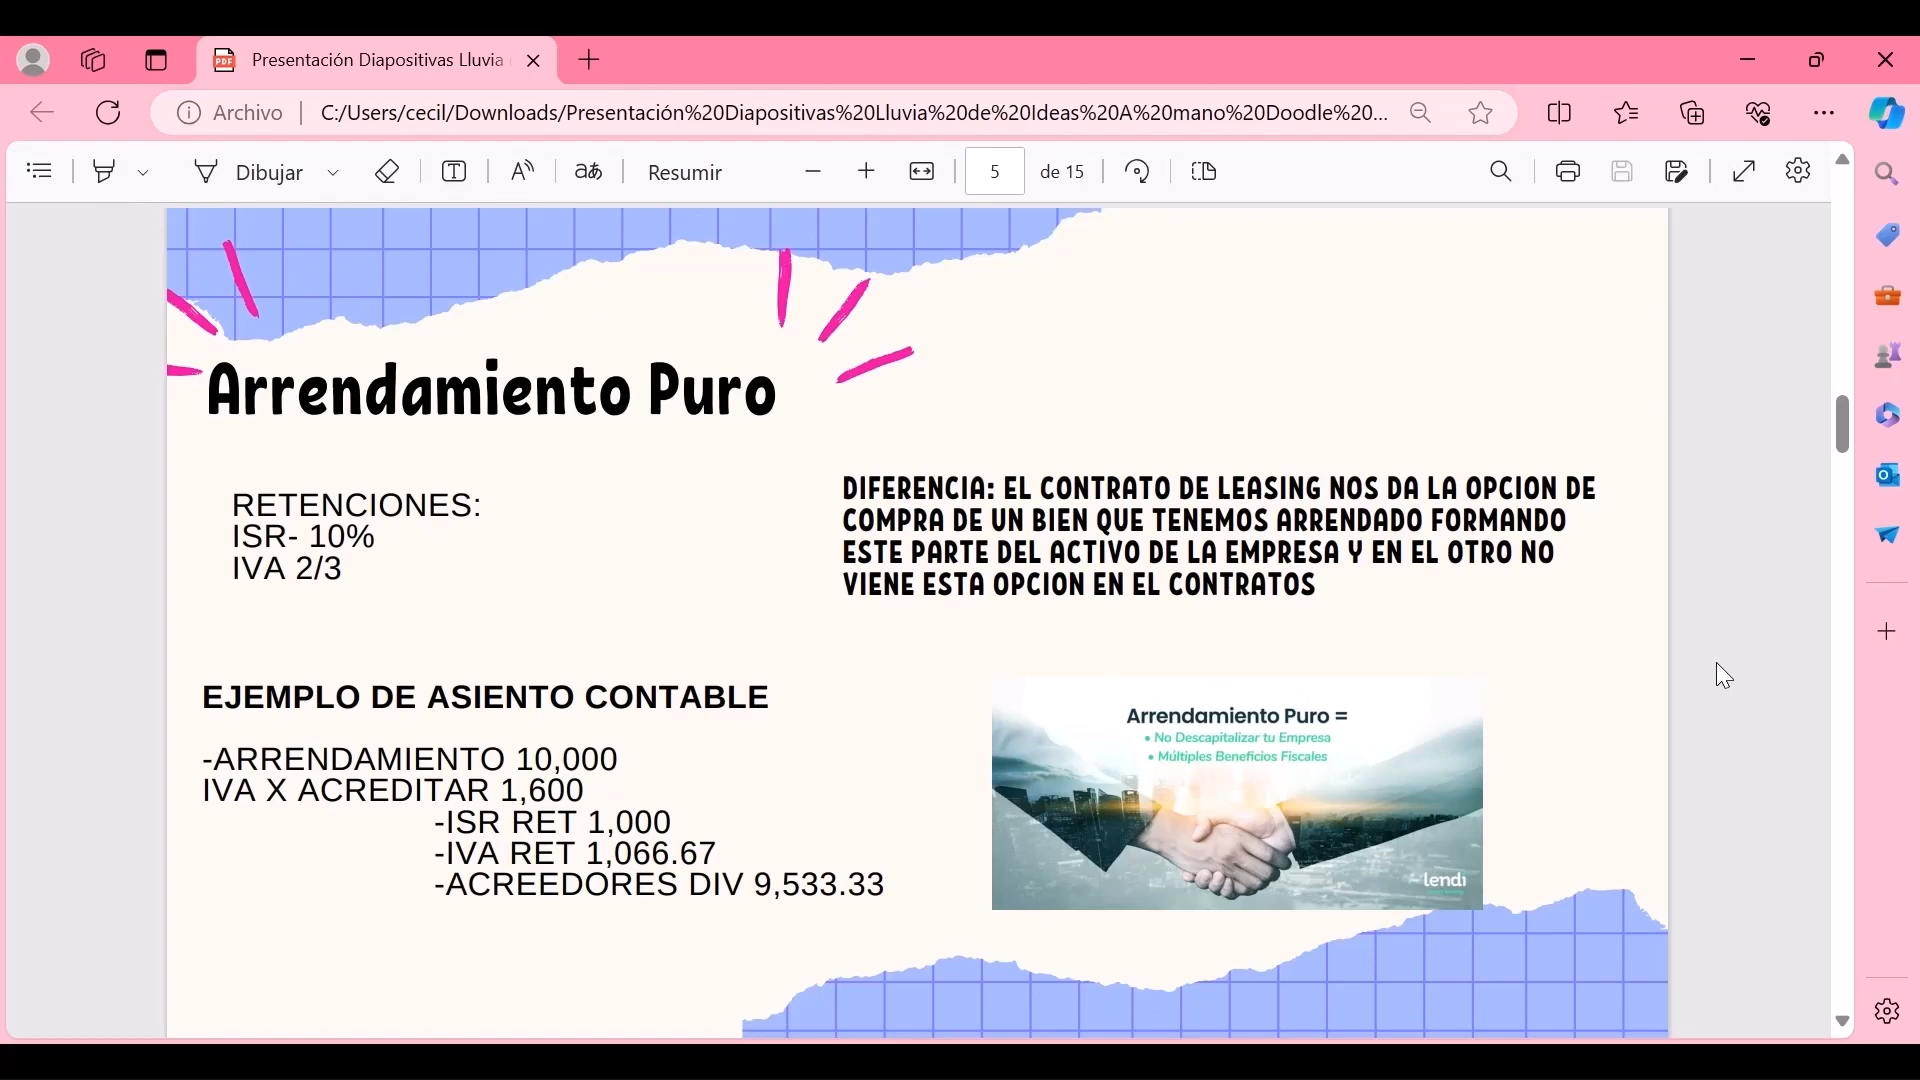 Presentación Diapositivas Lluvia
Archivo
C:/Users/cecil/Downloads/Presentación%20Diapositivas%20Lluvia%20de%20Ideas%20A%20mano%20Doodle%20...
Dibujar
aあ
Resumir
5 de 15
Arrendamiento Puro
RETENCIONES:
ISR- 10%
IVA 2/3
DIFERENCIA: EL CONTRATO DE LEASING NOS DA LA OPCION DE
COMPRA DE UN BIEN QUE TENEMOS ARRENDADO FORMANDO
ESTE PARTE DEL ACTIVO DE LA EMPRESA Y EN EL OTRO NO
VIENE ESTA OPCION EN EL CONTRATOS
EJEMPLO DE ASIENTO CONTABLE
-ARRENDAMIENTO 10,000
IVA X ACREDITAR 1,600
-ISR RET 1,000
-IVA RET 1,066.67
-ACREEDORES DIV 9,533.33
Arrendamiento Puro =
• No Descapitalizar tu Empresa
• Múltiples Beneficios Fiscales
lendi